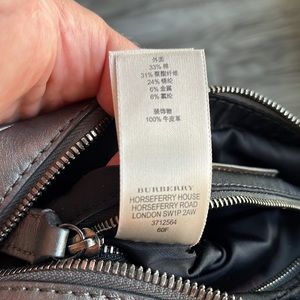 外面
33% 棉
31% 聚酯纤维
24% 锦纶
6% 金属
6% 氨纶
装饰物
100% 牛皮革
BURBERRY
HORSEFERRY HOUSE
HORSEFERRY ROAD
LONDON SW1P 2AW
3712564
60F